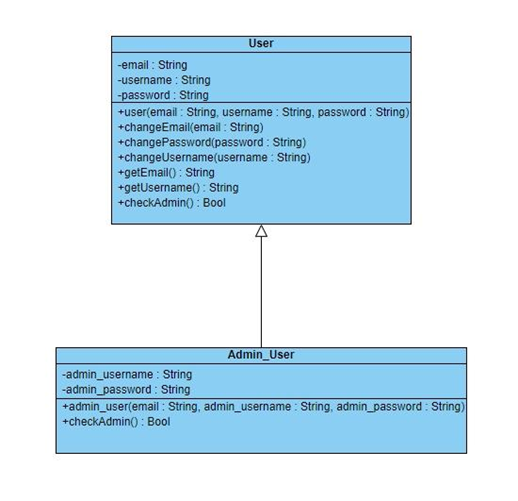 User
-email : String
-username : String
-password : String
+user(email : String, username : String, password : String)
+changeEmail(email : String)
+changePassword(password : String)
+changeUsername(username : String)
+getEmail() : String
+getUsername() : String
+checkAdmin() : Bool
Admin_User
-admin_username : String
-admin_password : String
+admin_user(email : String, admin_username : String, admin_password : String)
+checkAdmin() : Bool